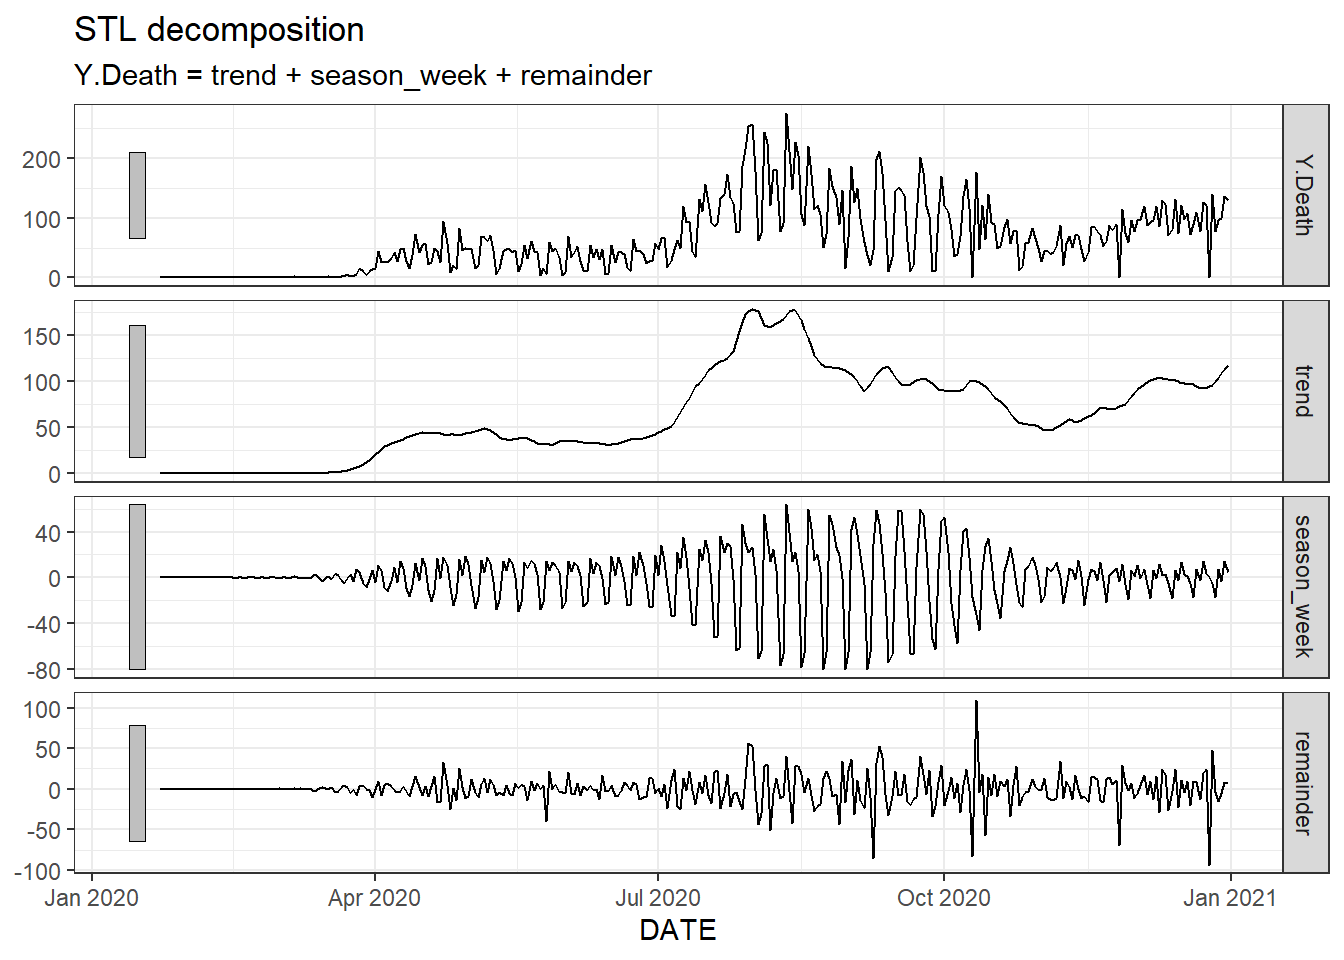 STL decomposition
Y.Death = trend + season_week + remainder
200
100
0
Y.Death
150
100
50
0
trend
40
0
-40
-80
season_week
100
50
0
-50
-100
remainder
Jan 2020 Apr 2020 Jul 2020 Oct 2020 Jan 2021
DATE